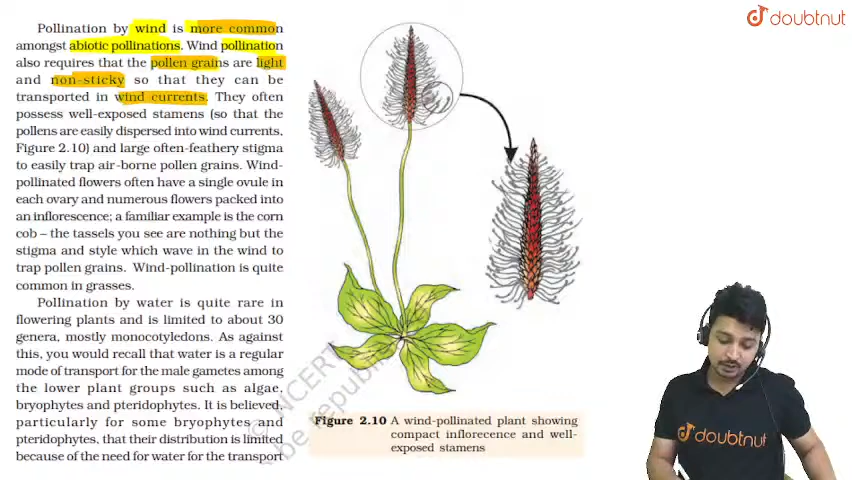 Pollination by wind is more common
amongst abiotic pollinations. Wind pollination
also requires that the pollen grains are light
and non-sticky so that they can be
transported in wind currents. They often
possess well-exposed stamens (so that the
pollens are easily dispersed into wind currents,
Figure 2.10) and large often-feathery stigma
to easily trap air-borne pollen grains. Wind-
pollinated flowers often have a single ovule in
each ovary and numerous flowers packed into
an inflorescence; a familiar example is the corn
cob – the tassels you see are nothing but the
stigma and style which wave in the wind to
trap pollen grains. Wind-pollination is quite
common in grasses.
Pollination by water is quite rare in
flowering plants and is limited to about 30
genera, mostly monocotyledons. As against
this, you would recall that water is a regular
mode of transport for the male gametes among
the lower plant groups such as algae,
bryophytes and pteridophytes. It is believed,
particularly for some bryophytes and
pteridophytes, that their distribution is limited
because of the need for water for the transport
© NCERT
be republi
Figure 2.10 A wind-pollinated plant showing
compact inflorecence and well-
exposed stamens
doubtnut
doubtnut